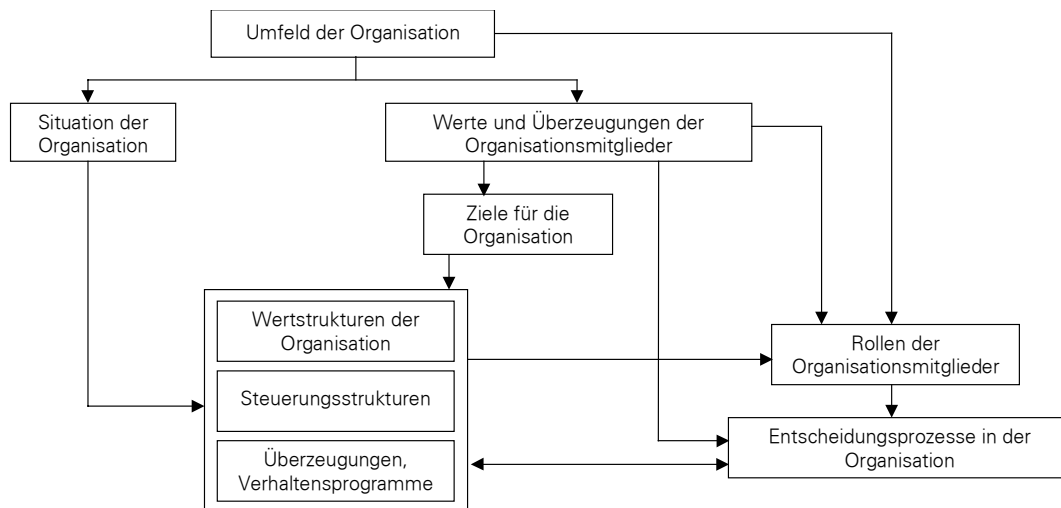 Umfeld der Organisation
Situation der
Organisation
Werte und Überzeugungen der
Organisationsmitglieder
Ziele für die
Organisation
Wertstrukturen der
Organisation
Steuerungsstrukturen
Überzeugungen,
Verhaltensprogramme
Rollen der
Organisationsmitglieder
Entscheidungsprozesse in der
Organisation